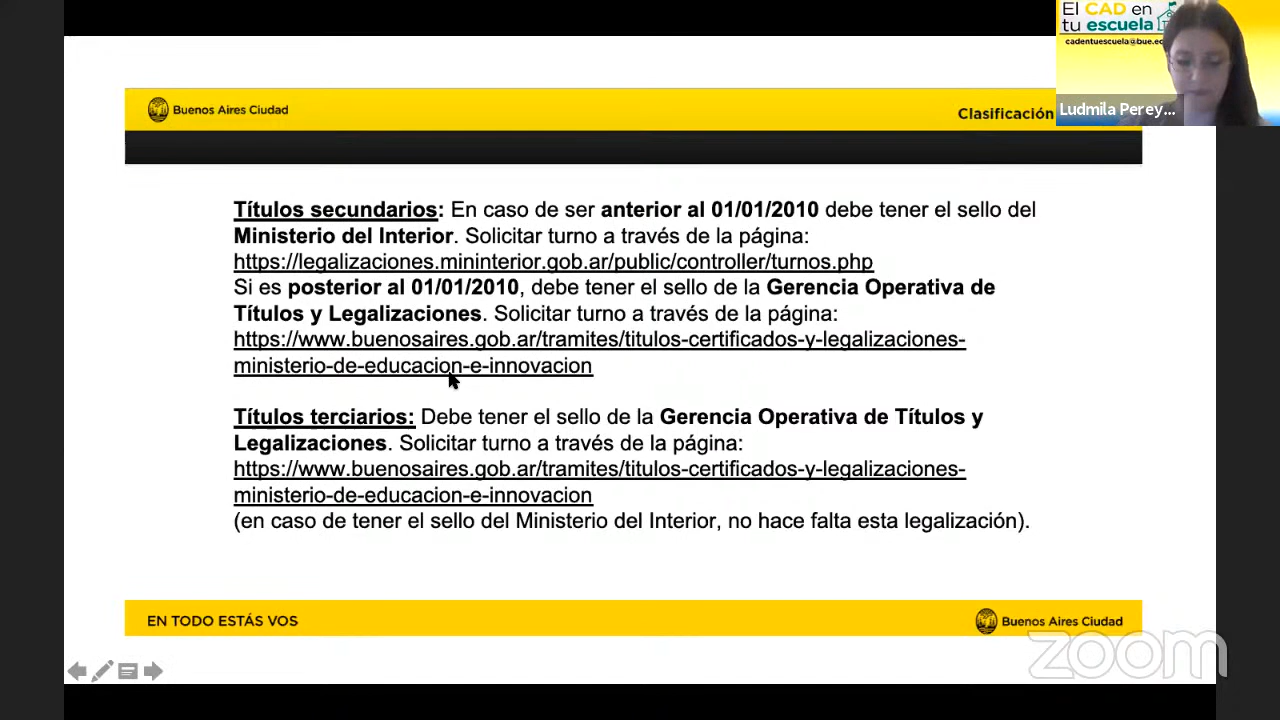 El CAD en
tu escuela
cadentuescuela@bue.ec
Ludmila Perey...
Buenos Aires Ciudad
Clasificación
Títulos secundarios: En caso de ser anterior al 01/01/2010 debe tener el sello del
Ministerio del Interior. Solicitar turno a través de la página:
https://legalizaciones.mininterior.gob.ar/public/controller/turnos.php
Si es posterior al 01/01/2010, debe tener el sello de la Gerencia Operativa de
Títulos y Legalizaciones. Solicitar turno a través de la página:
https://www.buenosaires.gob.ar/tramites/titulos-certificados-y-legalizaciones-
ministerio-de-educacion-e-innovacion
Títulos terciarios: Debe tener el sello de la Gerencia Operativa de Títulos y
Legalizaciones. Solicitar turno a través de la página:
https://www.buenosaires.gob.ar/tramites/titulos-certificados-y-legalizaciones-
ministerio-de-educacion-e-innovacion
(en caso de tener el sello del Ministerio del Interior, no hace falta esta legalización).
EN TODO ESTÁS VOS
Buenos Aires Ciudad
zoom